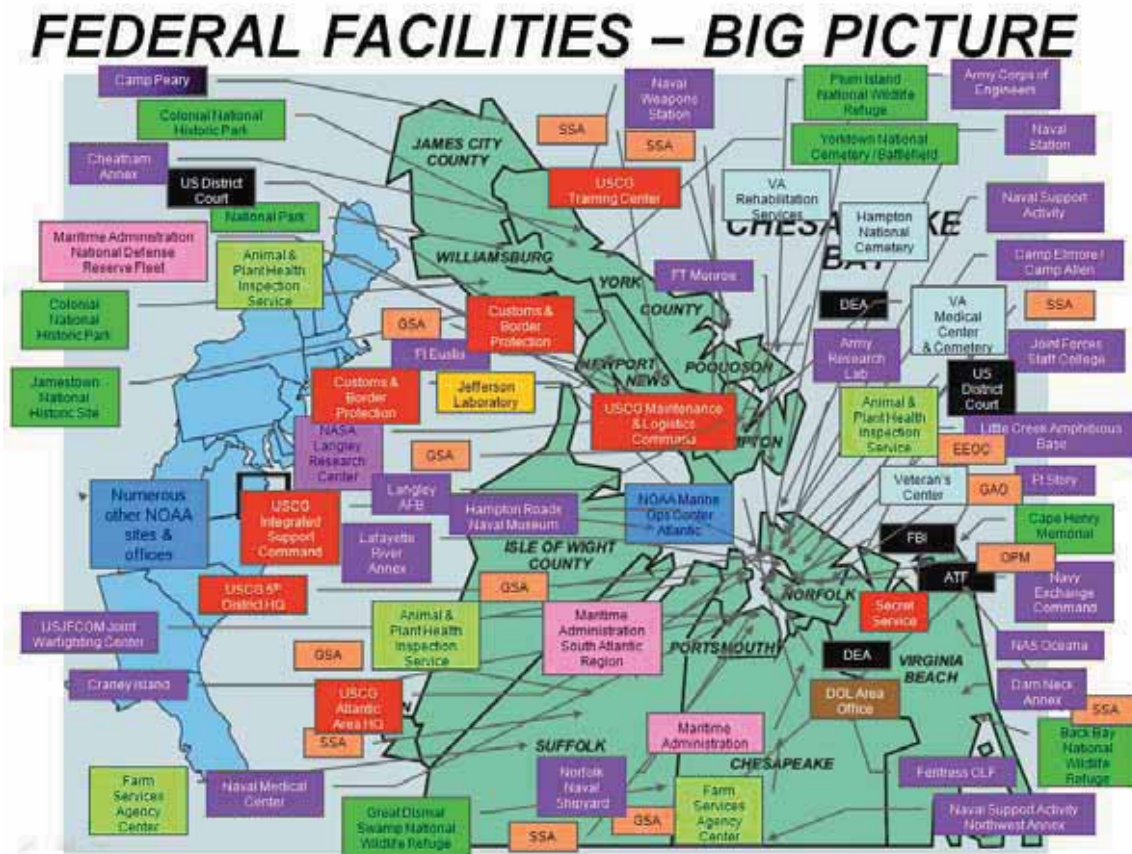 FEDERAL FACILITIES – BIG PICTURE
Camp Peary
Colonial National
Historic Park
Cheatham
Annex
US District
Court
National Park
Maritime Administration
National Defense
Reserve Fleet
Animal &
Plant Health
Inspection
Service
Colonial
National
Historic Park
Jamestown
National
Historic Site
JAMES CITY
COUNTY
WILLIAMSBURG
YORK
COUNTY
NEWPORT
NEWS
POQUOSON
SSA
Naval
Weapons
Station
SSA
USCG
Training Center
Plum Island
National Wildlife
Refuge
Army Corps of
Engineers
Yorktown National
Cemetery / Battlefield
Naval
Station
VA
Rehabilitation
Services
Hampton
National
Cemetery
Naval Support
Activity
BAY
Camp Elmore /
Camp Allen
FT Monroe
DEA
VA
Medical
Center
& Cemetery
SSA
Army
Research
Lab
Joint Forces
Staff College
US
District
Court
GSA
Customs &
Border
Protection
Ft Eustis
Customs &
Border
Protection
Jefferson
Laboratory
USCG Maintenance
& Logistics
Command
Animal &
Plant Health
Inspection
Service
Little Creek Amphibious
Base
EEOC
NASA
Langley
Research
Center
GSA
Veteran's
Center
GAO
Ft Story
Numerous
other NOAA
sites &
offices
USCG
Integrated
Support
Command
Langley
AFB
Hampton Roads
Naval Museum
NOAA Marine
Ops Center
Atlantic
Cape Henry
Memorial
FBI
OPM
Lafayette
River
Annex
ISLE OF WIGHT
COUNTY
ATF
Navy
Exchange
Command
USCG 5th
District HQ
GSA
NORFOLK
Secret
Service
USJFCOM Joint
Warfighting Center
Animal &
Plant Health
Inspection
Service
Maritime
Administration
South Atlantic
Region
PORTSMOUTH
DEA
VIRGINIA
BEACH
NAS Oceana
GSA
Craney Island
USCG
Atlantic
Area HQ
DOL Area
Office
Dam Neck
Annex
SSA
SSA
SUFFOLK
Maritime
Administration
CHESAPEAKE
Back Bay
National
Wildlife
Refuge
Farm
Services
Agency
Center
Naval Medical
Center
Norfolk
Naval
Shipyard
Fentress OLF
Great Dismal
Swamp National
Wildlife Refuge
SSA
GSA
Farm
Services
Agency
Center
Naval Support Activity
Northwest Annex